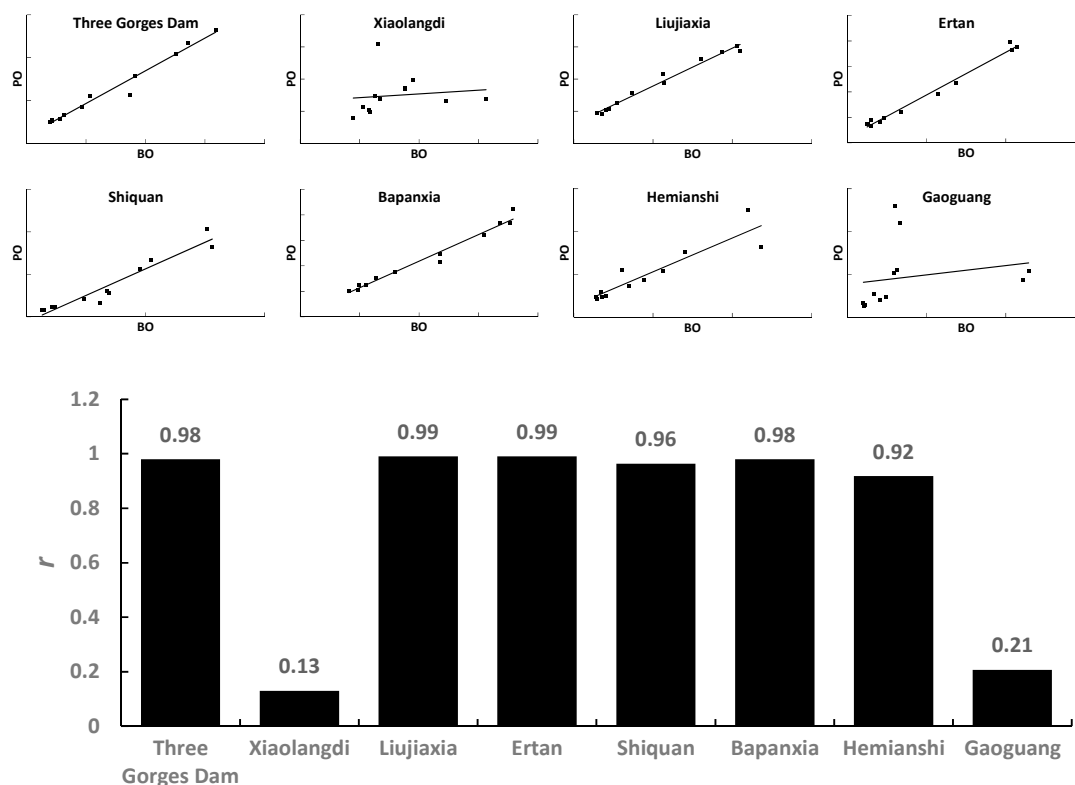 Three Gorges Dam
PO
BO
Xiaolangdi
PO
BO
Liujiaxia
PO
BO
Ertan
PO
BO
Shiquan
PO
BO
Bapanxia
PO
BO
Hemianshi
PO
BO
Gaoguang
PO
BO
r
1.2
1
0.8
0.6
0.4
0.2
0
0.98
0.13
0.99
0.99
0.96
0.98
0.92
0.21
Three
Gorges Dam
Xiaolangdi
Liujiaxia
Ertan
Shiquan
Bapanxia
Hemianshi
Gaoguang